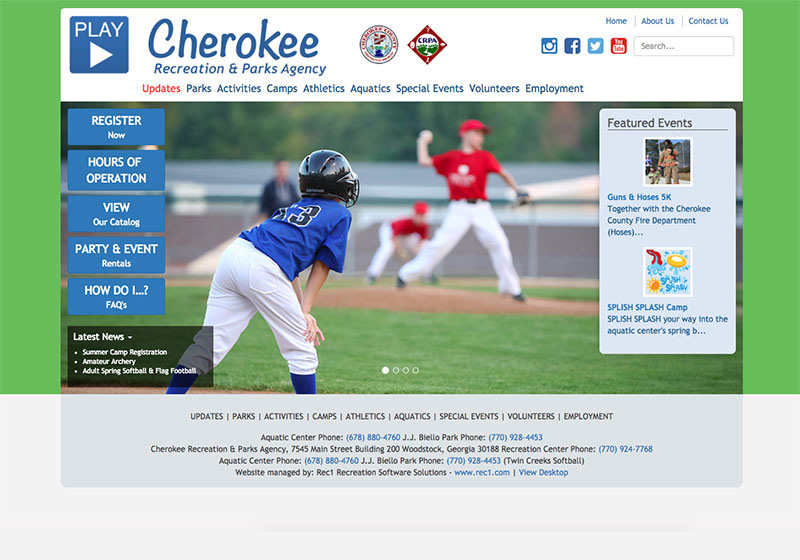 PLAY
Cherokee
Recreation & Parks Agency
CHEROKEE COUNTY
CRPA
Home | About Us | Contact Us
You Tube
Search...
Updates Parks Activities Camps Athletics Aquatics Special Events Volunteers Employment
REGISTER
Now
HOURS OF
OPERATION
VIEW
Our Catalog
PARTY & EVENT
Rentals
HOW DO I...?
FAQ's
Latest News
Summer Camp Registration
Amateur Archery
Adult Spring Softball & Flag Football
13
Featured Events
Guns & Hoses 5K
Together with the Cherokee
County Fire Department
(Hoses)...
SPLISH SPLASH Camp
SPLISH SPLASH your way into the
aquatic center's spring b...
UPDATES | PARKS | ACTIVITIES | CAMPS | ATHLETICS | AQUATICS | SPECIAL EVENTS | VOLUNTEERS | EMPLOYMENT
Aquatic Center Phone: (678) 880-4760 J.J. Biello Park Phone: (770) 928-4453
Cherokee Recreation & Parks Agency, 7545 Main Street Building 200 Woodstock, Georgia 30188 Recreation Center Phone: (770) 924-7768
Aquatic Center Phone: (678) 880-4760 J.J. Biello Park Phone: (770) 928-4453 (Twin Creeks Softball)
Website managed by: Rec1 Recreation Software Solutions - www.rec1.com | View Desktop